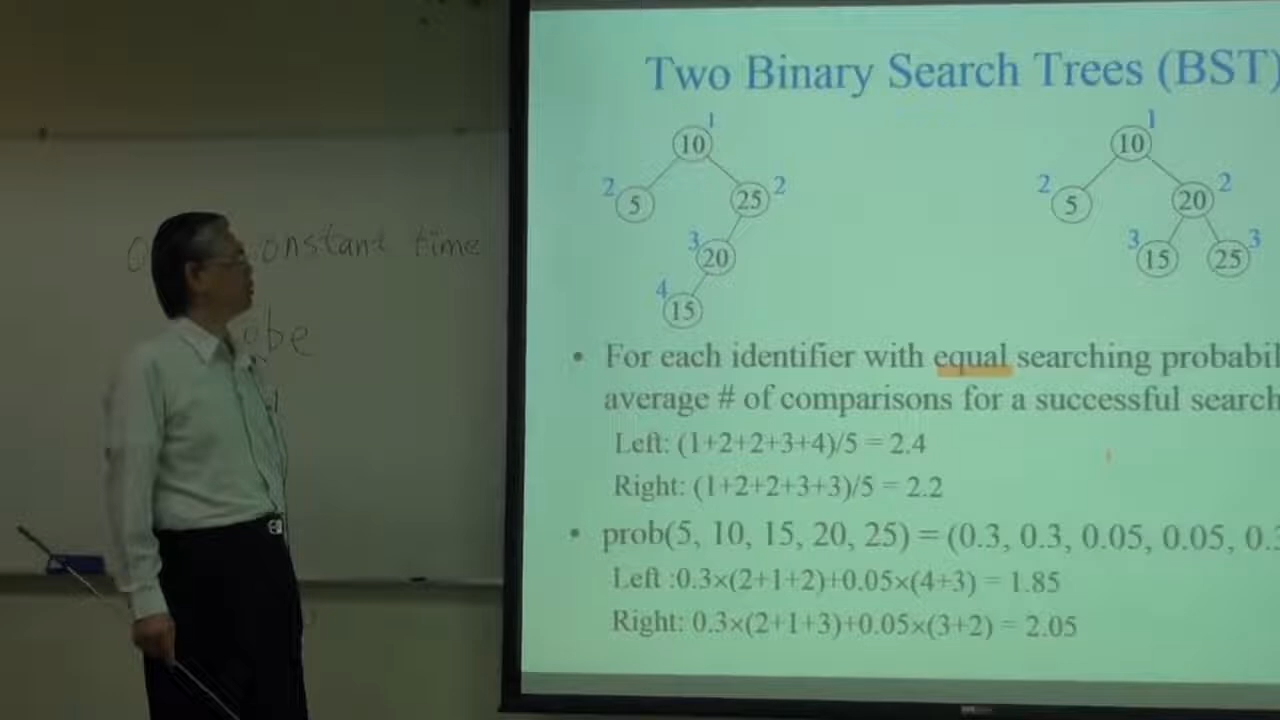 Two Binary Search Trees (BST)
1
10
2
5
25
2
3
20
4
15
1
10
2
5
20
2
3
15
25
3
• For each identifier with equal searching probabil
average # of comparisons for a successful search
Left: (1+2+2+3+4)/5 = 2.4
Right: (1+2+2+3+3)/5 = 2.2
• prob(5, 10, 15, 20, 25) = (0.3, 0.3, 0.05, 0.05, 0.3
Left :0.3×(2+1+2)+0.05×(4+3) = 1.85
Right: 0.3×(2+1+3)+0.05×(3+2) = 2.05
onstant time
obe